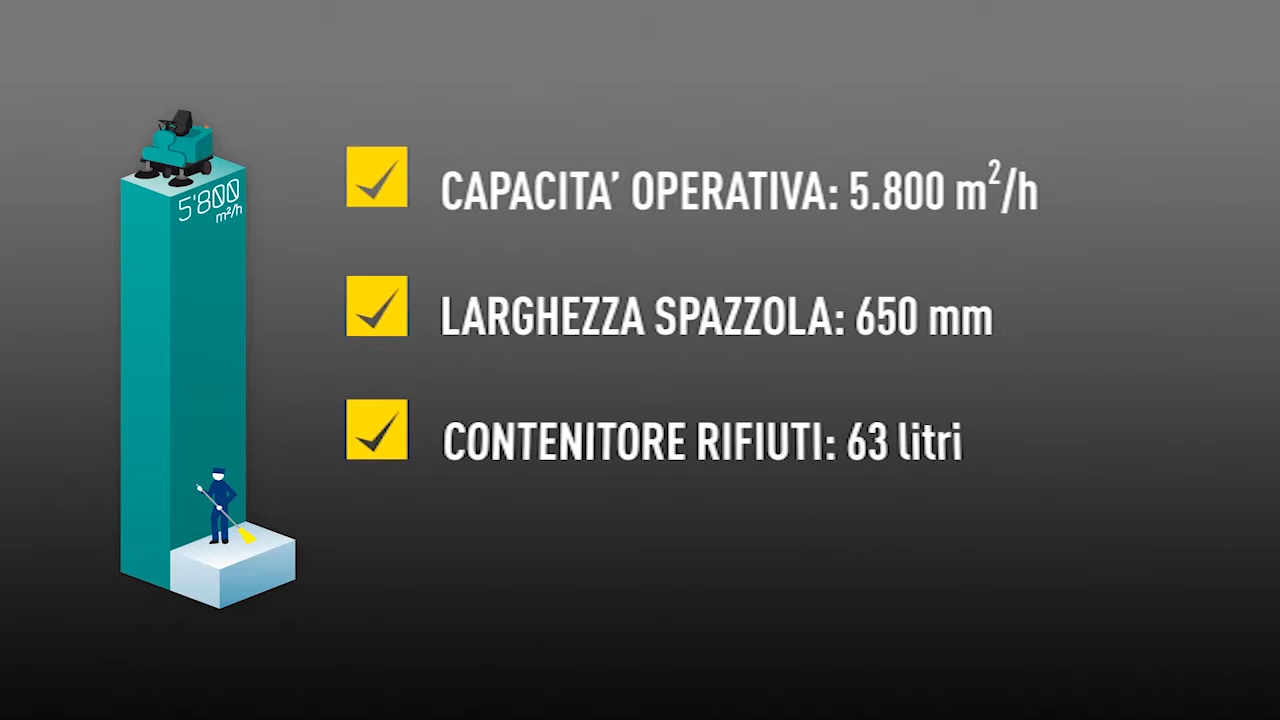 5'800
m²/h
CAPACITA' OPERATIVA: 5.800 m²/h
LARGHEZZA SPAZZOLA: 650 mm
CONTENITORE RIFIUTI: 63 litri